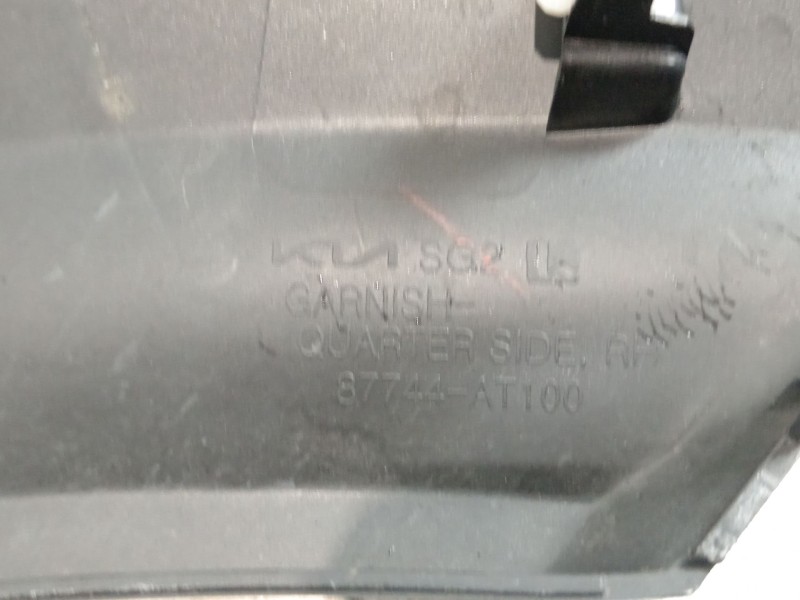 KIA SG2
GARNISH-
QUARTER SIDE, RH
87744-AT100